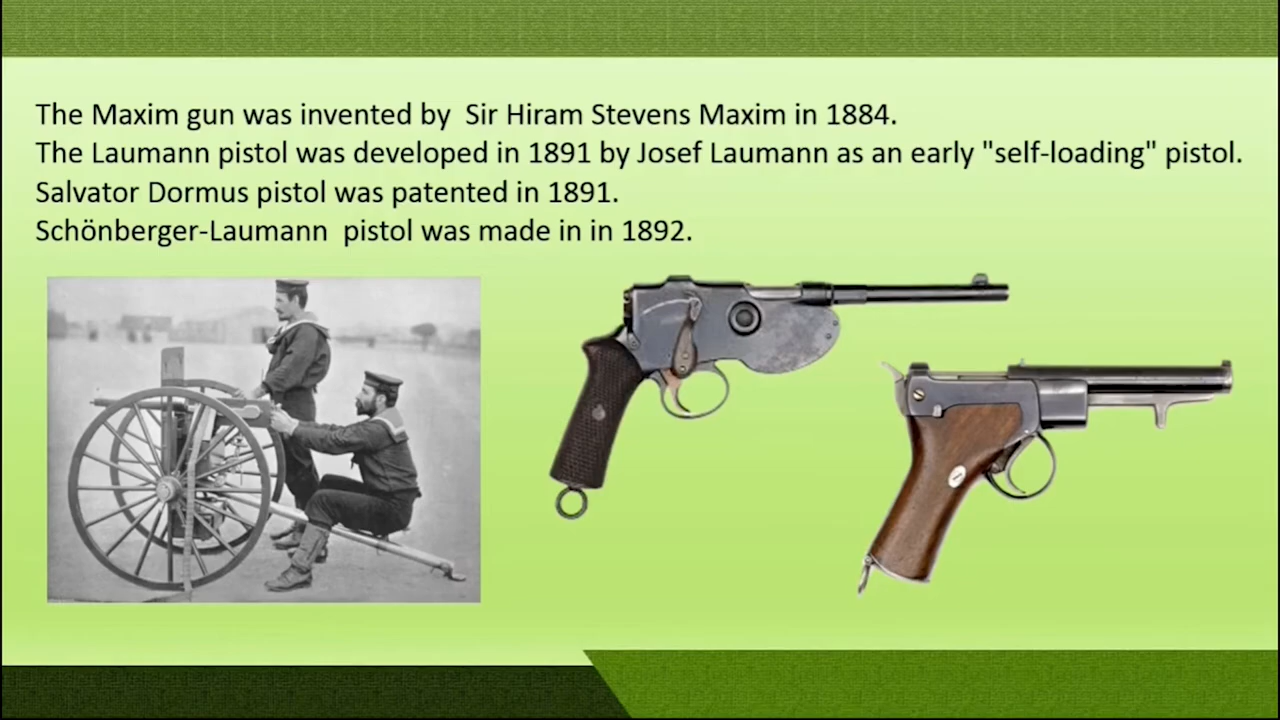 The Maxim gun was invented by  Sir Hiram Stevens Maxim in 1884.
The Laumann pistol was developed in 1891 by Josef Laumann as an early "self-loading" pistol.
Salvator Dormus pistol was patented in 1891.
Schönberger-Laumann  pistol was made in in 1892.